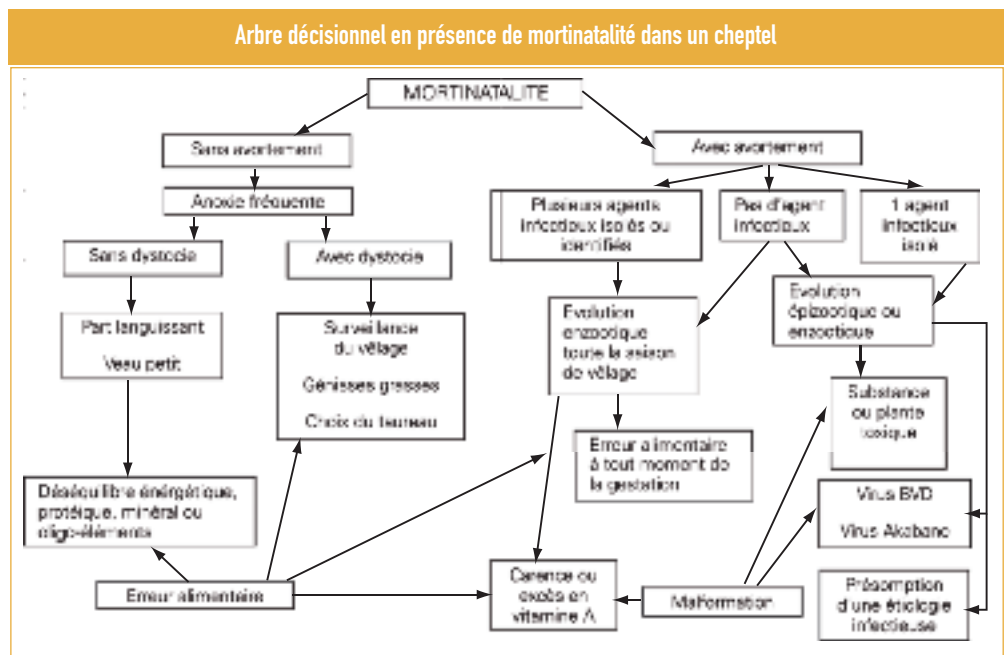 Arbre décisionnel en présence de mortinatalité dans un cheptel
MORTINATALITE
Sans avortement
Avec avortement
Anoxie fréquente
Plusieurs agents
infectieux isolés ou
identifiés
Pas d'agent
infectieux
1 agent
infectieux
isolé
Sans dystocie
Avec dystocie
Part languissant
Veau petit
Surveillance
du vêlage
Génisses grasses
Choix du taureau
Evolution
enzootique
toute la saison
de vêlage
Evolution
épizootique ou
enzootique
Substance
ou plante
toxique
Erreur alimentaire
à tout moment de
la gestation
Déséquilibre énergétique,
protéique, minéral ou
oligo-éléments
Virus BVD
Virus Akabane
Erreur alimentaire
Carence ou
excès en
vitamine A
Malformation
Présomption
d'une étiologie
infectieuse